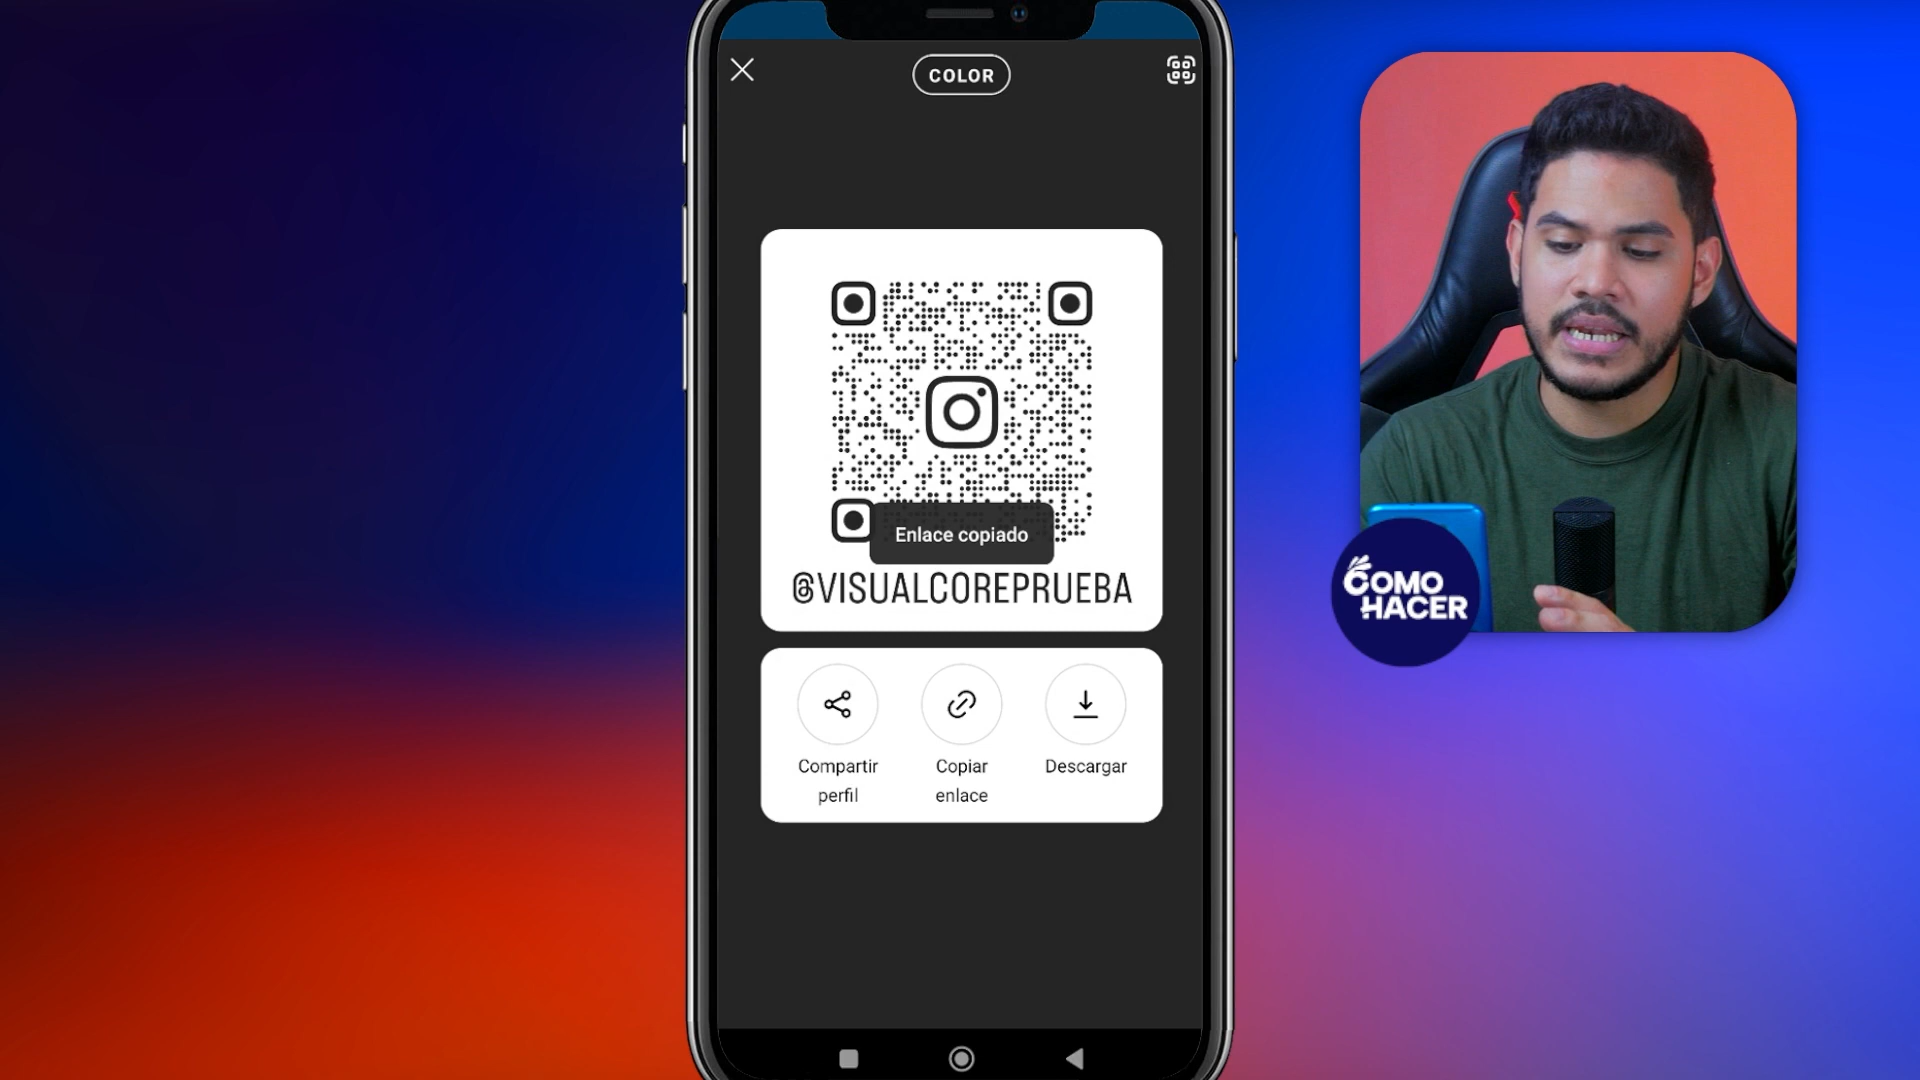 COLOR
Enlace copiado
@VISUALCOREPRUEBA
Compartir
perfil
Copiar
enlace
Descargar
COMO
HACER